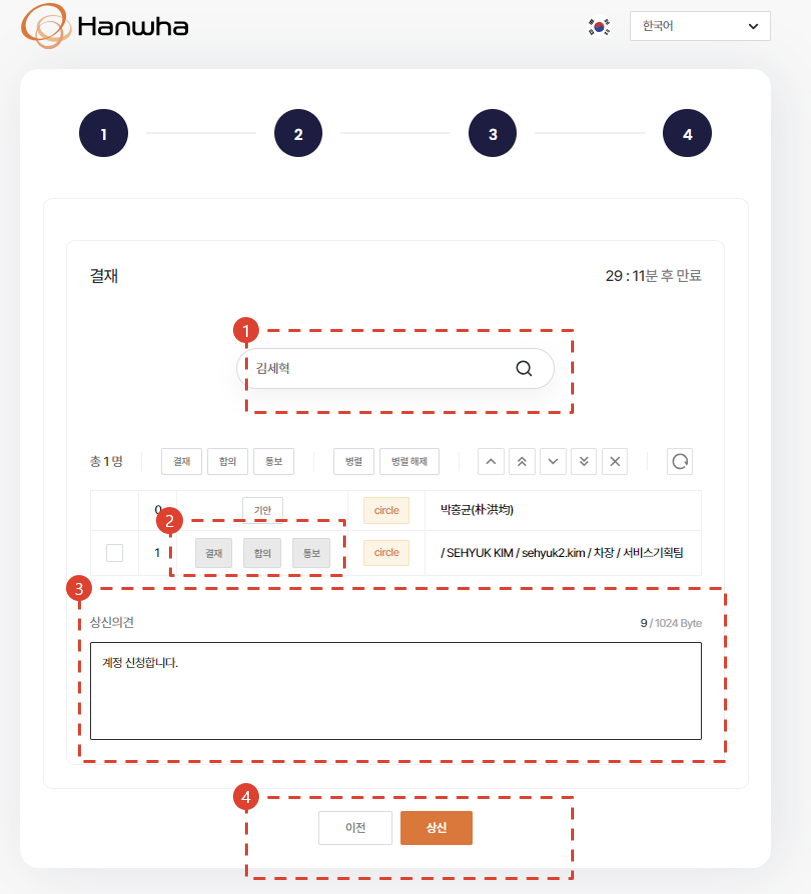 Hanwha
한국어
1 2 3 4
결재
29 : 11분 후 만료
1
김세혁
총 1 명 결재 합의 통보 병렬 병렬 해제
0 기안 circle 박홍균(朴洪均)
2
1 결재 합의 통보 circle / SEHYUK KIM / sehyuk2.kim / 차장 / 서비스기획팀
3
상신의견
9 / 1024 Byte
계정 신청합니다.
4
이전 상신